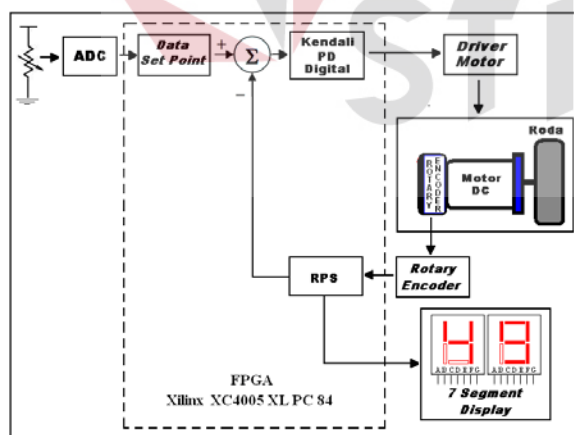 ADC
Data
Set Point
+
Σ
−
Kendali
PD
Digital
Driver
Motor
Roda
ROTARY
ENCODER
Motor
DC
RPS
Rotary
Encoder
FPGA
Xilinx XC4005 XL PC 84
ABCDEFG
ABCDEFG
7 Segment
Display